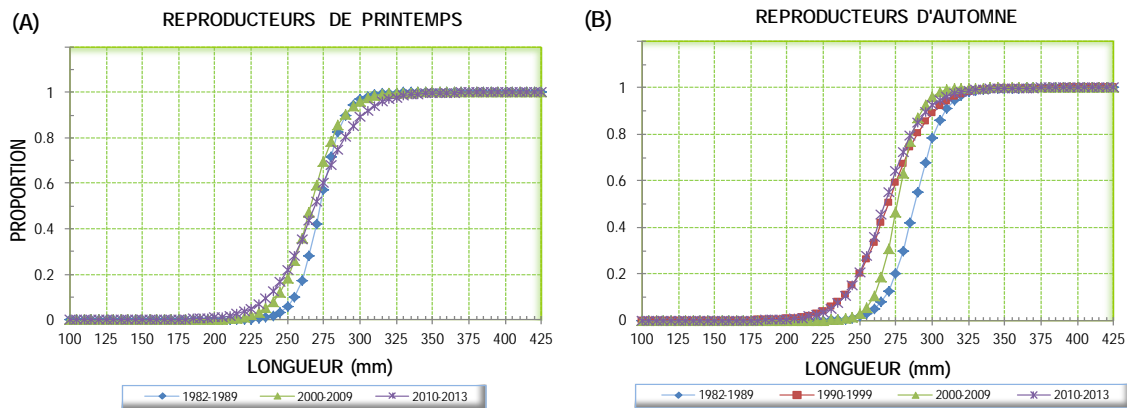 (A)
REPRODUCTEURS DE PRINTEMPS
PROPORTION
1
0.8
0.6
0.4
0.2
0
100 125 150 175 200 225 250 275 300 325 350 375 400 425
LONGUEUR (mm)
1982-1989 2000-2009 2010-2013
(B)
REPRODUCTEURS D'AUTOMNE
1
0.8
0.6
0.4
0.2
0
100 125 150 175 200 225 250 275 300 325 350 375 400 425
LONGUEUR (mm)
1982-1989 1990-1999 2000-2009 2010-2013